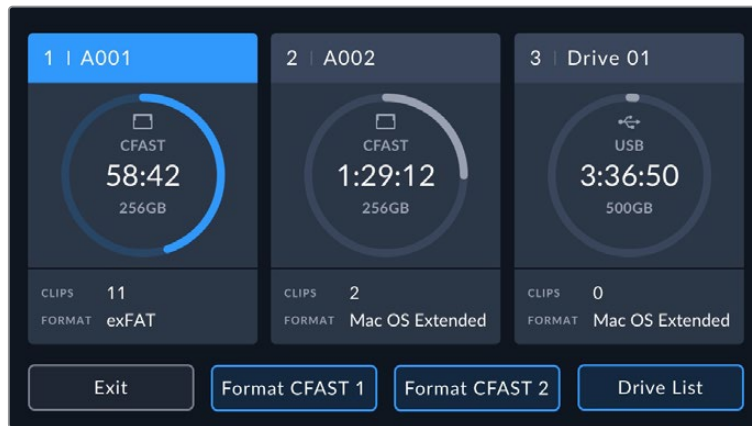 1 | A001
CFAST
58:42
256GB
CLIPS 11
FORMAT exFAT
2 | A002
CFAST
1:29:12
256GB
CLIPS 2
FORMAT Mac OS Extended
3 | Drive 01
USB
3:36:50
500GB
CLIPS 0
FORMAT Mac OS Extended
Exit
Format CFAST 1
Format CFAST 2
Drive List